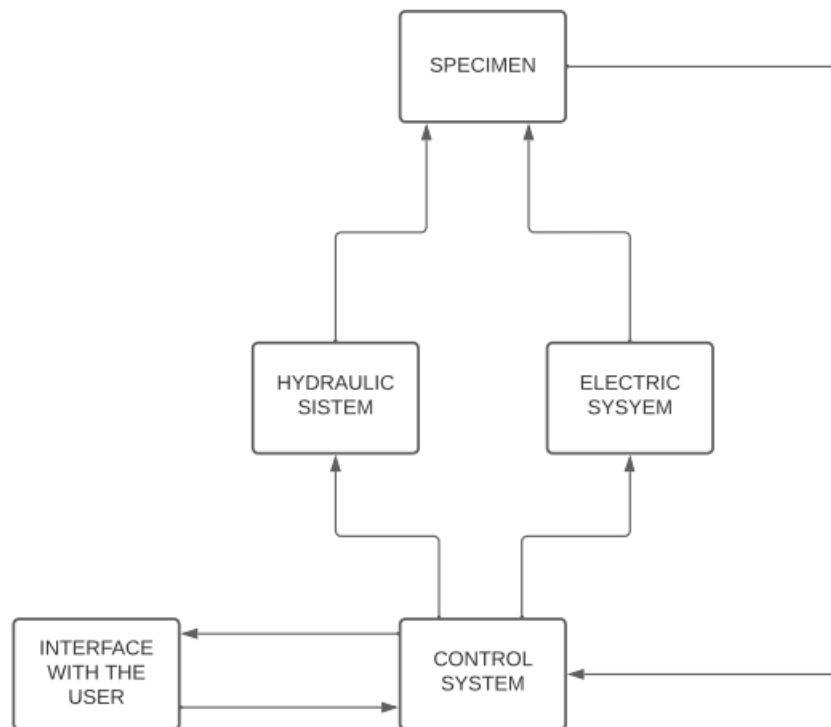 SPECIMEN
HYDRAULIC
SISTEM
ELECTRIC
SYSYEM
INTERFACE
WITH THE
USER
CONTROL
SYSTEM